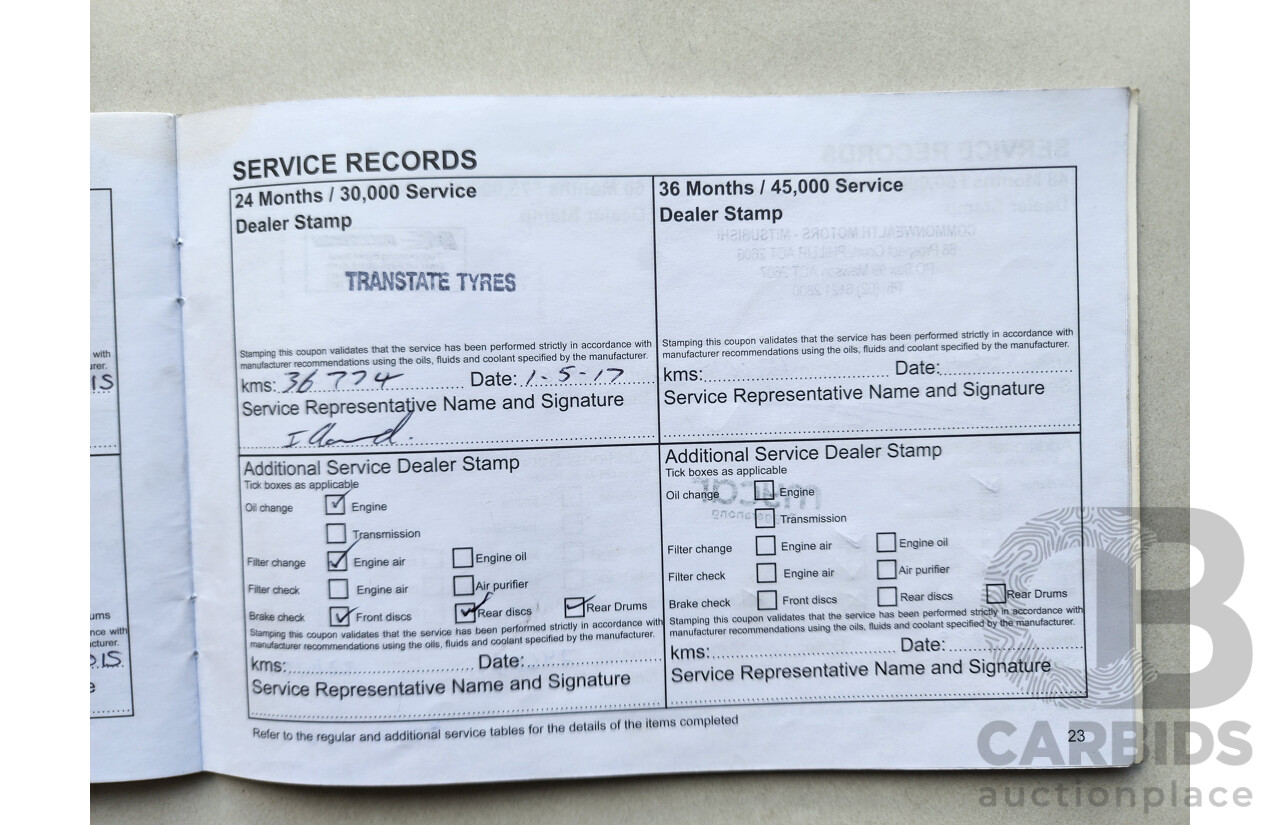 SERVICE RECORDS
24 Months / 30,000 Service
Dealer Stamp
TRANSTATE TYRES
Stamping this coupon validates that the service has been performed strictly in accordance with
manufacturer recommendations using the oils, fluids and coolant specified by the manufacturer.
kms: 36 774 Date: 1-5-17
Service Representative Name and Signature
Additional Service Dealer Stamp
Tick boxes as applicable
Oil change Engine
Transmission
Filter change Engine air Engine oil
Filter check Engine air Air purifier
Brake check Front discs Rear discs Rear Drums
Stamping this coupon validates that the service has been performed strictly in accordance with
manufacturer recommendations using the oils, fluids and coolant specified by the manufacturer.
kms: Date:
Service Representative Name and Signature
36 Months / 45,000 Service
Dealer Stamp
Stamping this coupon validates that the service has been performed strictly in accordance with
manufacturer recommendations using the oils, fluids and coolant specified by the manufacturer.
kms: Date:
Service Representative Name and Signature
Additional Service Dealer Stamp
Tick boxes as applicable
Oil change Engine
Transmission
Filter change Engine air Engine oil
Filter check Engine air Air purifier
Brake check Front discs Rear discs Rear Drums
Stamping this coupon validates that the service has been performed strictly in accordance with
manufacturer recommendations using the oils, fluids and coolant specified by the manufacturer.
kms: Date:
Service Representative Name and Signature
Refer to the regular and additional service tables for the details of the items completed
23
CARBIDS
auctionplace